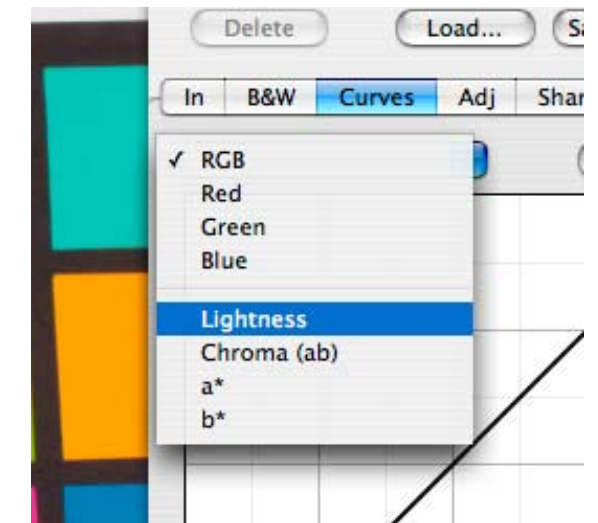 Delete Load...
In B&W Curves Adj
✓ RGB
Red
Green
Blue
Lightness
Chroma (ab)
a*
b*